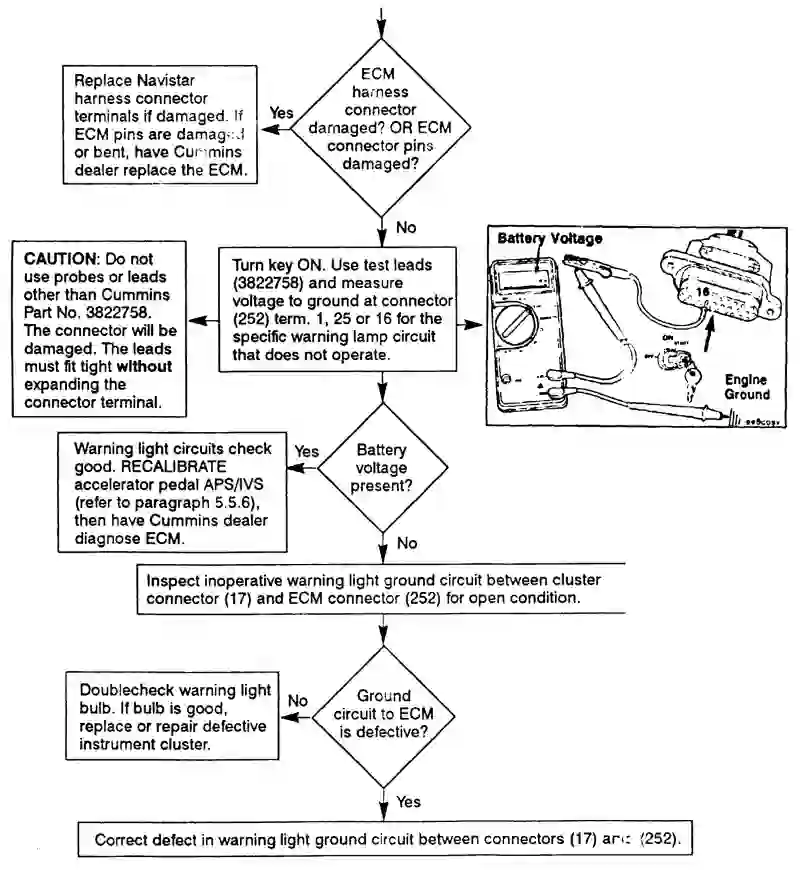 ECM
harness
connector
damaged? OR ECM
connector pins
damaged?
Replace Navistar
harness connector
terminals if damaged. If
ECM pins are damaged
or bent, have Cummins
dealer replace the ECM.
Yes
No
CAUTION: Do not
use probes or leads
other than Cummins
Part No. 3822758.
The connector will be
damaged. The leads
must fit tight without
expanding the
connector terminal.
Turn key ON. Use test leads
(3822758) and measure
voltage to ground at connector
(252) term. 1, 25 or 16 for the
specific warning lamp circuit
that does not operate.
Battery Voltage
16
ON
START
OFF
Engine
Ground
Warning light circuits check
good. RECALIBRATE
accelerator pedal APS/IVS
(refer to paragraph 5.5.6),
then have Cummins dealer
diagnose ECM.
Yes
Battery
voltage
present?
No
Inspect inoperative warning light ground circuit between cluster
connector (17) and ECM connector (252) for open condition.
Doublecheck warning light
bulb. If bulb is good,
replace or repair defective
instrument cluster.
No
Ground
circuit to ECM
is defective?
Yes
Correct defect in warning light ground circuit between connectors (17) and (252).